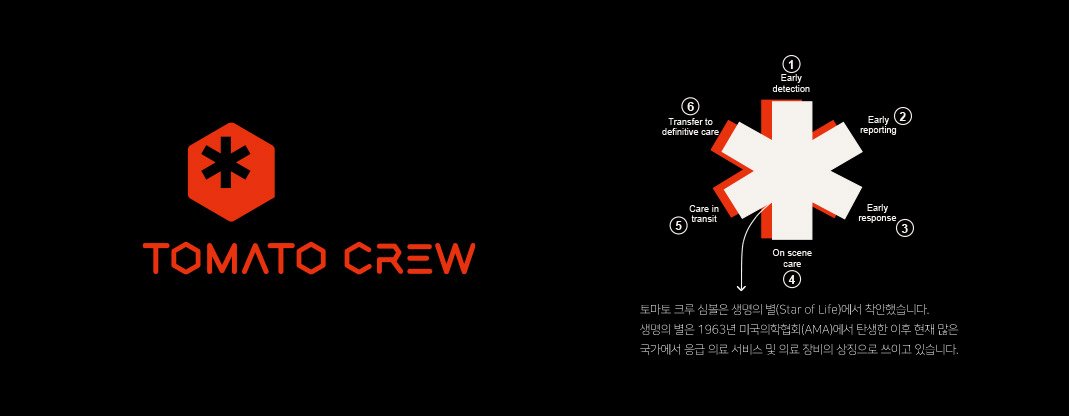 TOMATO CREW
1
Early
detection
2
Early
reporting
Early
response
3
On scene
care
4
Care in
transit
5
6
Transfer to
definitive care
토마토 크루 심볼은 생명의 별(Star of Life)에서 착안했습니다.
생명의 별은 1963년 미국의학협회(AMA)에서 탄생한 이후 현재 많은
국가에서 응급 의료 서비스 및 의료 장비의 상징으로 쓰이고 있습니다.